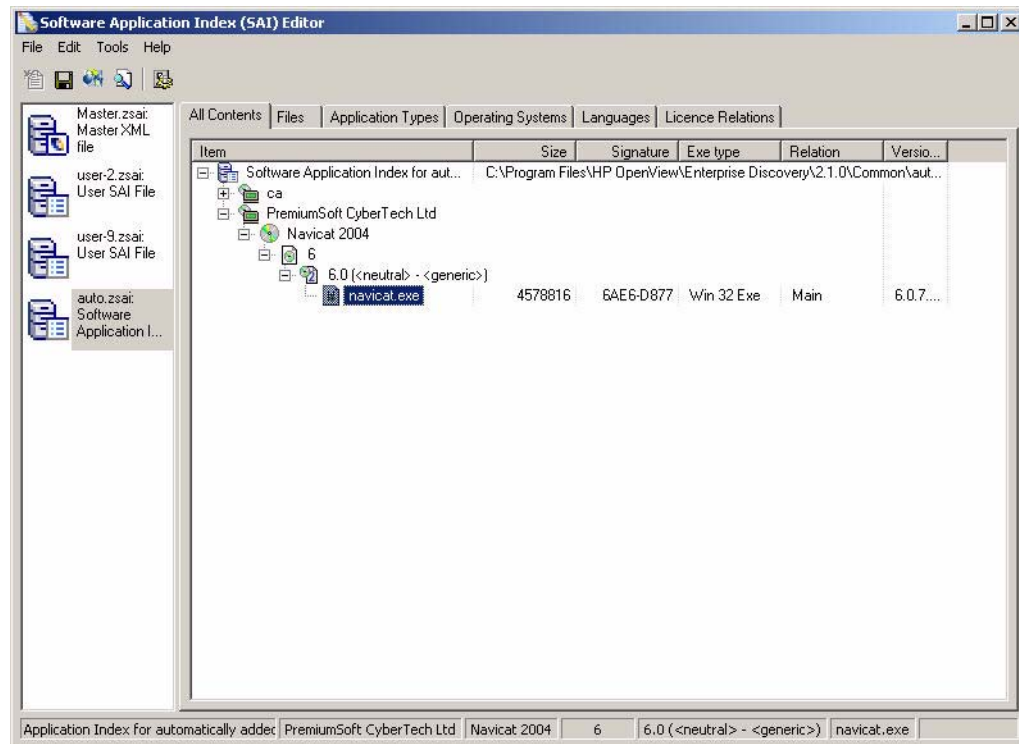 Software Application Index (SAI) Editor
File Edit Tools Help
Master.zsai:
Master XML
file
user-2.zsai:
User SAI File
user-9.zsai:
User SAI File
auto.zsai:
Software
Application I...
All Contents Files Application Types Operating Systems Languages Licence Relations
Item Size Signature Exe type Relation Versio...
Software Application Index for aut... C:\Program Files\HP OpenView\Enterprise Discovery\2.1.0\Common\aut...
ca
PremiumSoft CyberTech Ltd
Navicat 2004
6
6.0 (<neutral> - <generic>)
navicat.exe 4578816 6AE6-D877 Win 32 Exe Main 6.0.7....
Application Index for automatically addec PremiumSoft CyberTech Ltd Navicat 2004 6 6.0 (<neutral> - <generic>) navicat.exe